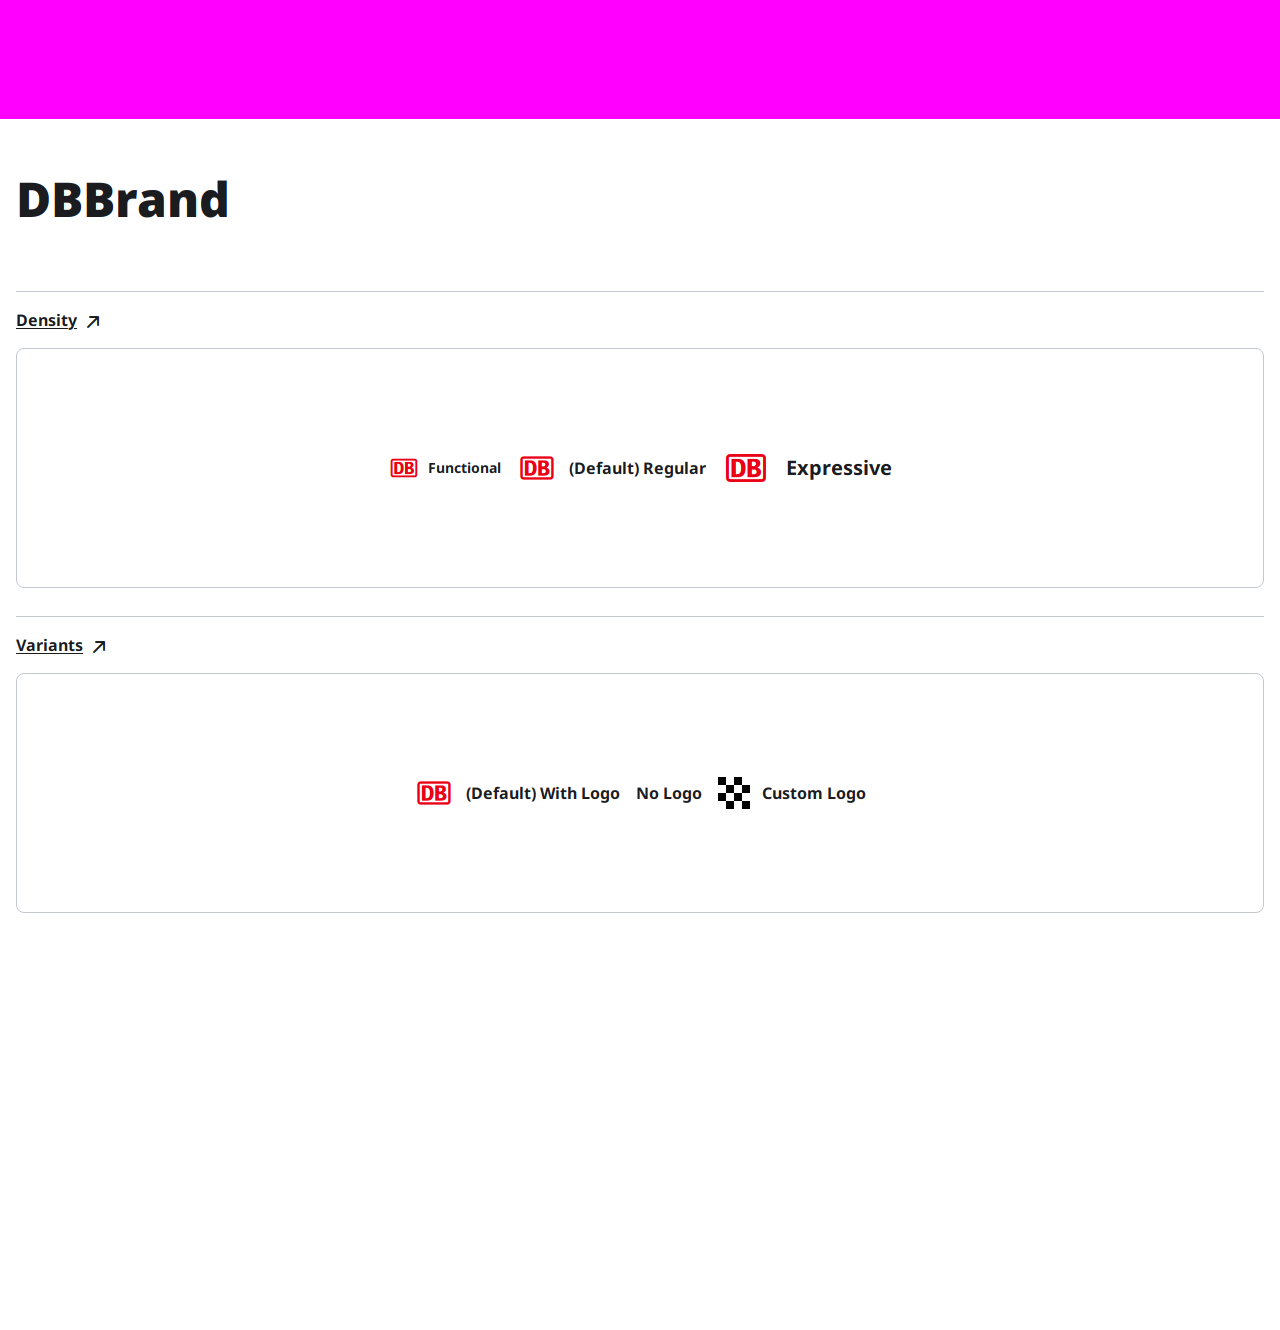 DBBrand
Density
DB Functional DB (Default) Regular DB Expressive
Variants
DB (Default) With Logo No Logo Custom Logo